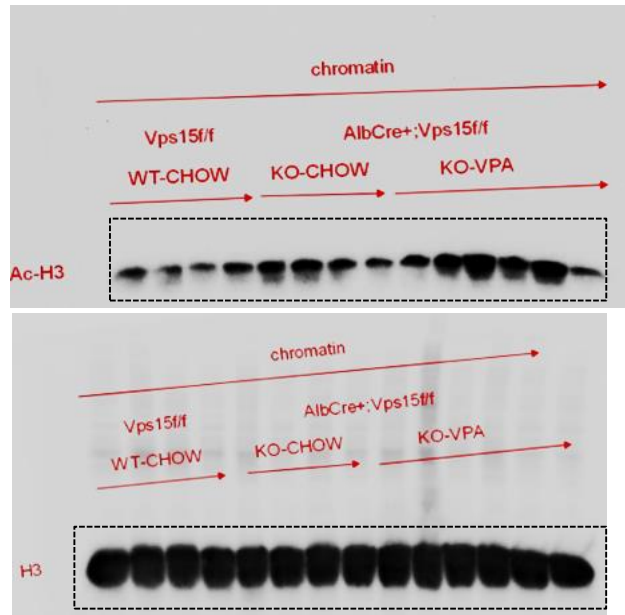 chromatin
Vps15f/f AlbCre+;Vps15f/f
WT-CHOW KO-CHOW KO-VPA
Ac-H3
chromatin
Vps15f/f AlbCre+;Vps15f/f
WT-CHOW KO-CHOW KO-VPA
H3